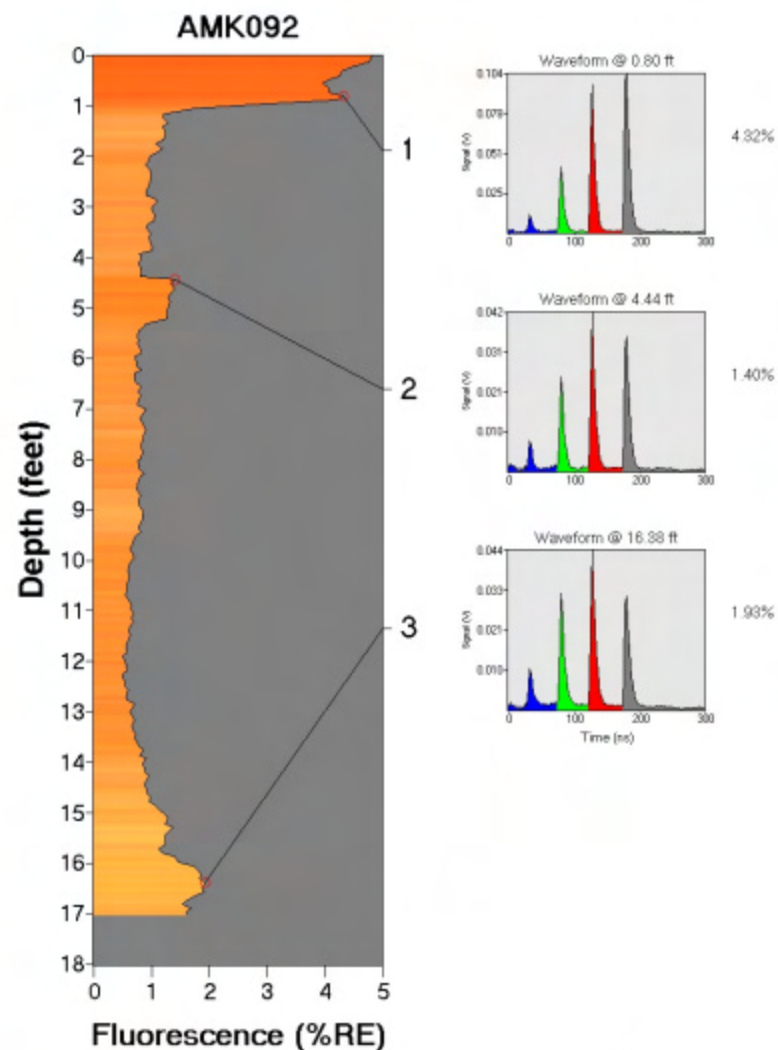 AMK092
0
1
2
3
4
5
6
7
8
9
10
11
12
13
14
15
16
17
18
Depth (feet)
0 1 2 3 4 5
Fluorescence (%RE)
1
2
3
Waveform @ 0.80 ft
0.104
0.079
0.051
0.025
Signal (V)
0 100 200 300
4.32%
Waveform @ 4.44 ft
0.042
0.031
0.021
0.010
Signal (V)
0 100 200 300
1.40%
Waveform @ 16.38 ft
0.044
0.033
0.021
0.010
Signal (V)
0 100 200 300
Time (ns)
1.93%